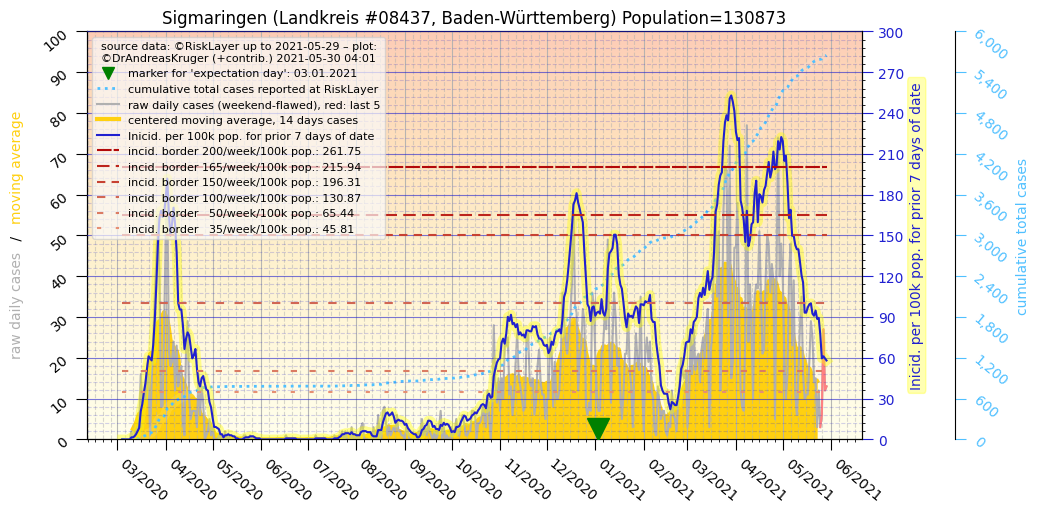 Sigmaringen (Landkreis #08437, Baden-Württemberg) Population=130873
source data: ©RiskLayer up to 2021-05-29 – plot:
©DrAndreasKruger (+contrib.) 2021-05-30 04:01
marker for 'expectation day': 03.01.2021
cumulative total cases reported at RiskLayer
raw daily cases (weekend-flawed), red: last 5
centered moving average, 14 days cases
Inicid. per 100k pop. for prior 7 days of date
incid. border 200/week/100k pop.: 261.75
incid. border 165/week/100k pop.: 215.94
incid. border 150/week/100k pop.: 196.31
incid. border 100/week/100k pop.: 130.87
incid. border 50/week/100k pop.: 65.44
incid. border 35/week/100k pop.: 45.81
raw daily cases / moving average
100
90
80
70
60
50
40
30
20
10
0
03/2020
04/2020
05/2020
06/2020
07/2020
08/2020
09/2020
10/2020
11/2020
12/2020
01/2021
02/2021
03/2021
04/2021
05/2021
06/2021
300
270
240
210
180
150
120
90
60
30
0
Inicid. per 100k pop. for prior 7 days of date
6,000
5,400
4,800
4,200
3,600
3,000
2,400
1,800
1,200
600
0
cumulative total cases